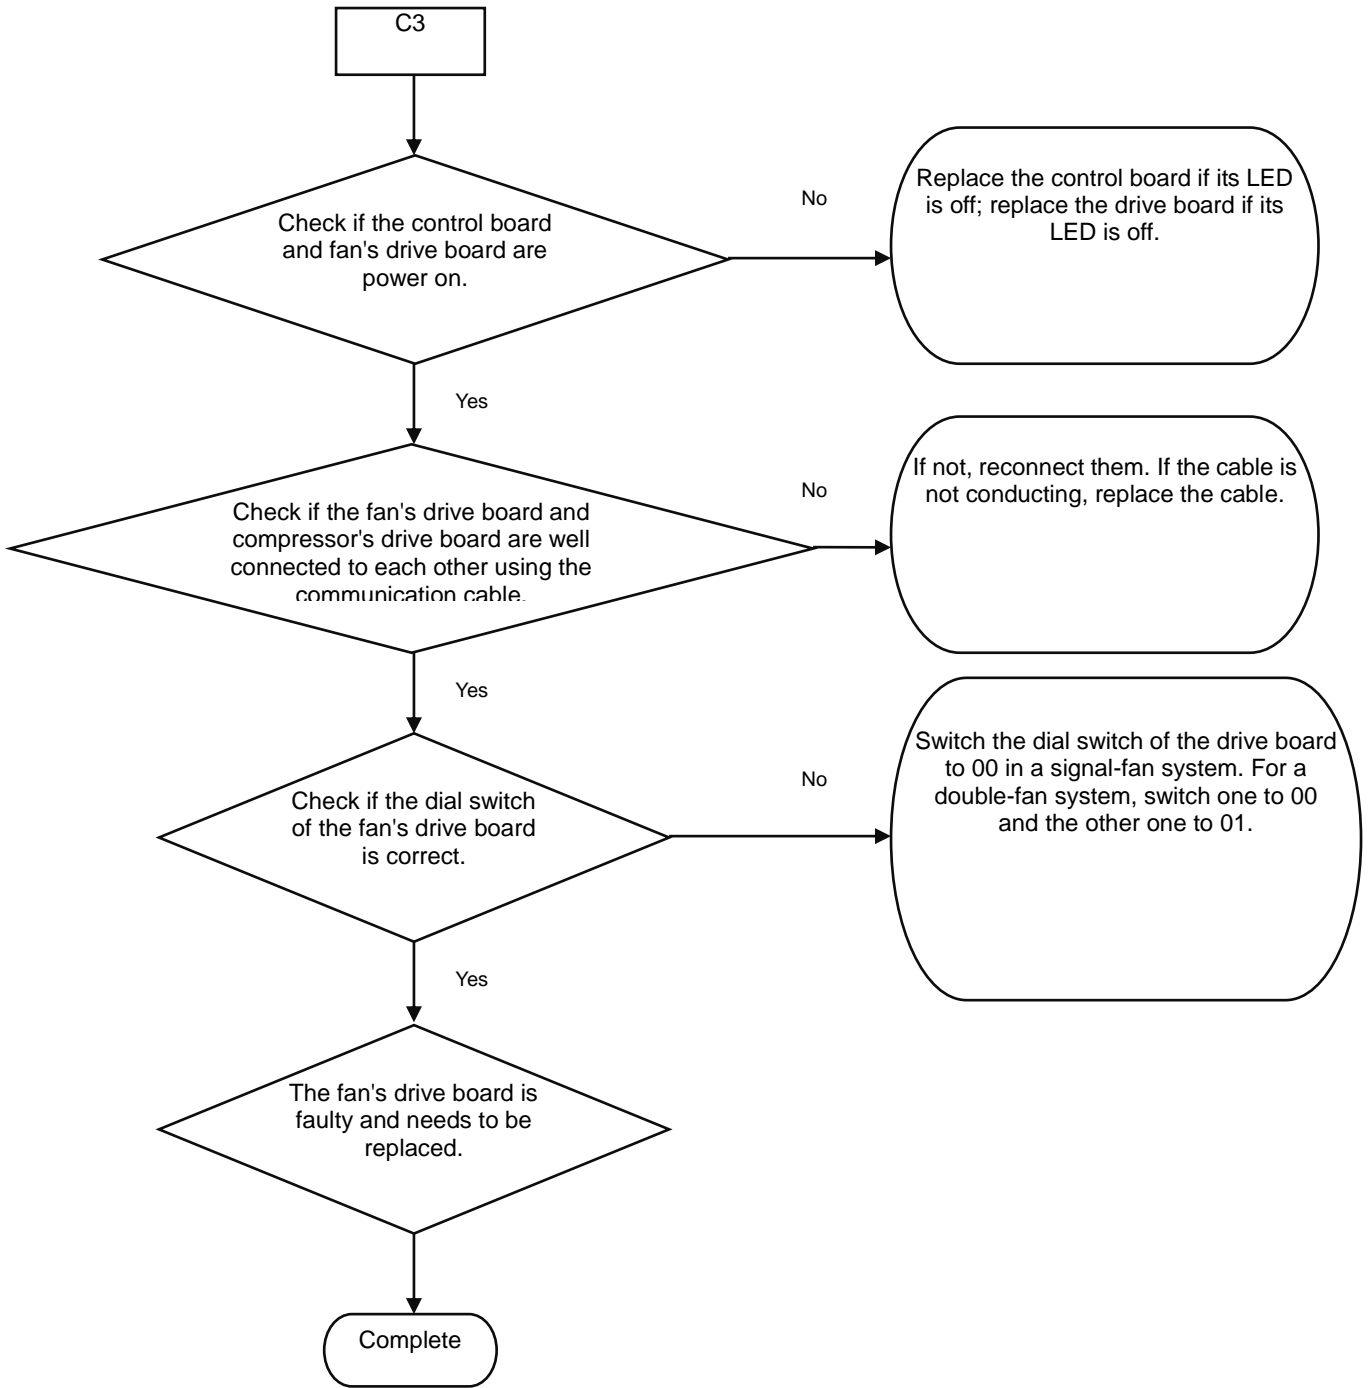 C3
Check if the control board
and fan's drive board are
power on.
No
Replace the control board if its LED
is off; replace the drive board if its
LED is off.
Yes
Check if the fan's drive board and
compressor's drive board are well
connected to each other using the
communication cable.
No
If not, reconnect them. If the cable is
not conducting, replace the cable.
Yes
Check if the dial switch
of the fan's drive board
is correct.
No
Switch the dial switch of the drive board
to 00 in a signal-fan system. For a
double-fan system, switch one to 00
and the other one to 01.
Yes
The fan's drive board is
faulty and needs to be
replaced.
Complete